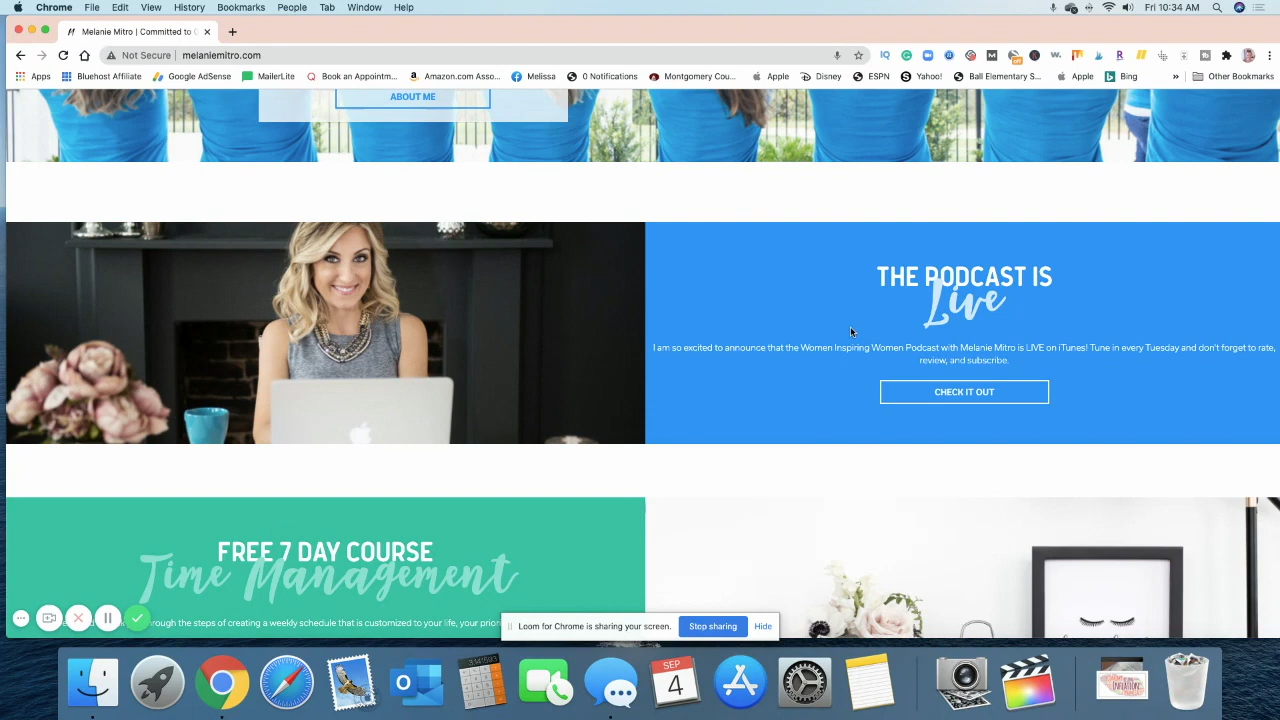 Chrome File Edit View History Bookmarks People Tab Window Help Fri 10:34 AM
Melanie Mitro | Committed to
Not Secure | melaniemitro.com
off
Apps Bluehost Affiliate Google AdSense MailerLite Book an Appointm... Amazon.com Asso... Melissa 0 Notifications Montgomery Cou... Apple Disney ESPN Yahoo! Ball Elementary S... Apple Bing » Other Bookmarks
ABOUT ME
THE PODCAST IS
Live
I am so excited to announce that the Women Inspiring Women Podcast with Melanie Mitro is LIVE on iTunes! Tune in every Tuesday and don't forget to rate,
review, and subscribe.
CHECK IT OUT
FREE 7 DAY COURSE
Time Management
through the steps of creating a weekly schedule that is customized to your life, your
Loom for Chrome is sharing your screen. Stop sharing Hide
SEP
4